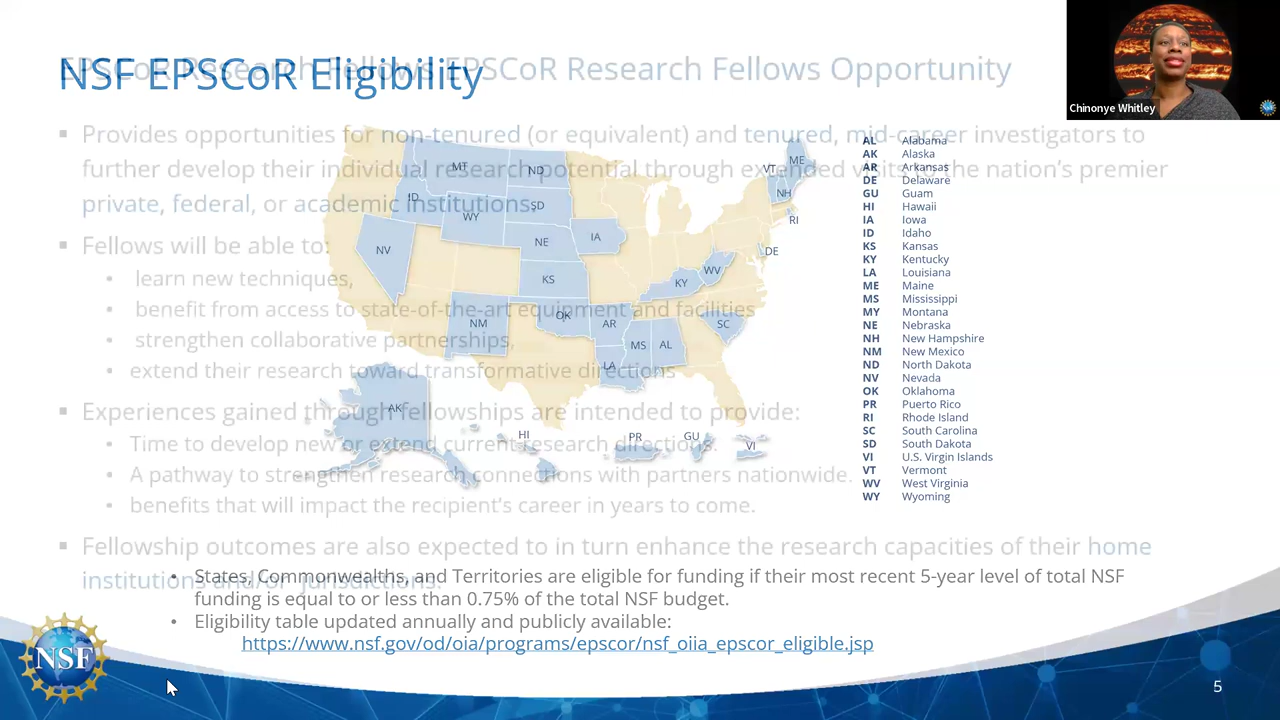 NSF EPSCoR Eligibility
EPSCoR Research Fellows Opportunity
Chinonye Whitley
▪ Provides opportunities for non-tenured (or equivalent) and tenured, mid-career investigators to
further develop their individual research potential through extended visits to the nation’s premier
private, federal, or academic institutions.
▪ Fellows will be able to:
• learn new techniques,
• benefit from access to state-of-the-art equipment and facilities
• strengthen collaborative partnerships,
• extend their research toward transformative directions
▪ Experiences gained through fellowships are intended to provide:
• Time to develop new or extend current research directions.
• A pathway to strengthen research connections with partners nationwide.
• benefits that will impact the recipient’s career in years to come.
▪ Fellowship outcomes are also expected to in turn enhance the research capacities of their home
institutions and/or jurisdictions.
MT
ND
ID
WY
SD
NV
NE
IA
KS
KY
WV
NM
OK
AR
SC
MS
AL
LA
VT
ME
NH
RI
DE
AK
HI
PR
GU
VI
AL Alabama
AK Alaska
AR Arkansas
DE Delaware
GU Guam
HI Hawaii
IA Iowa
ID Idaho
KS Kansas
KY Kentucky
LA Louisiana
ME Maine
MS Mississippi
MY Montana
NE Nebraska
NH New Hampshire
NM New Mexico
ND North Dakota
NV Nevada
OK Oklahoma
PR Puerto Rico
RI Rhode Island
SC South Carolina
SD South Dakota
VI U.S. Virgin Islands
VT Vermont
WV West Virginia
WY Wyoming
• States, Commonwealths, and Territories are eligible for funding if their most recent 5-year level of total NSF
funding is equal to or less than 0.75% of the total NSF budget.
• Eligibility table updated annually and publicly available:
https://www.nsf.gov/od/oia/programs/epscor/nsf_oiia_epscor_eligible.jsp
NSF
5